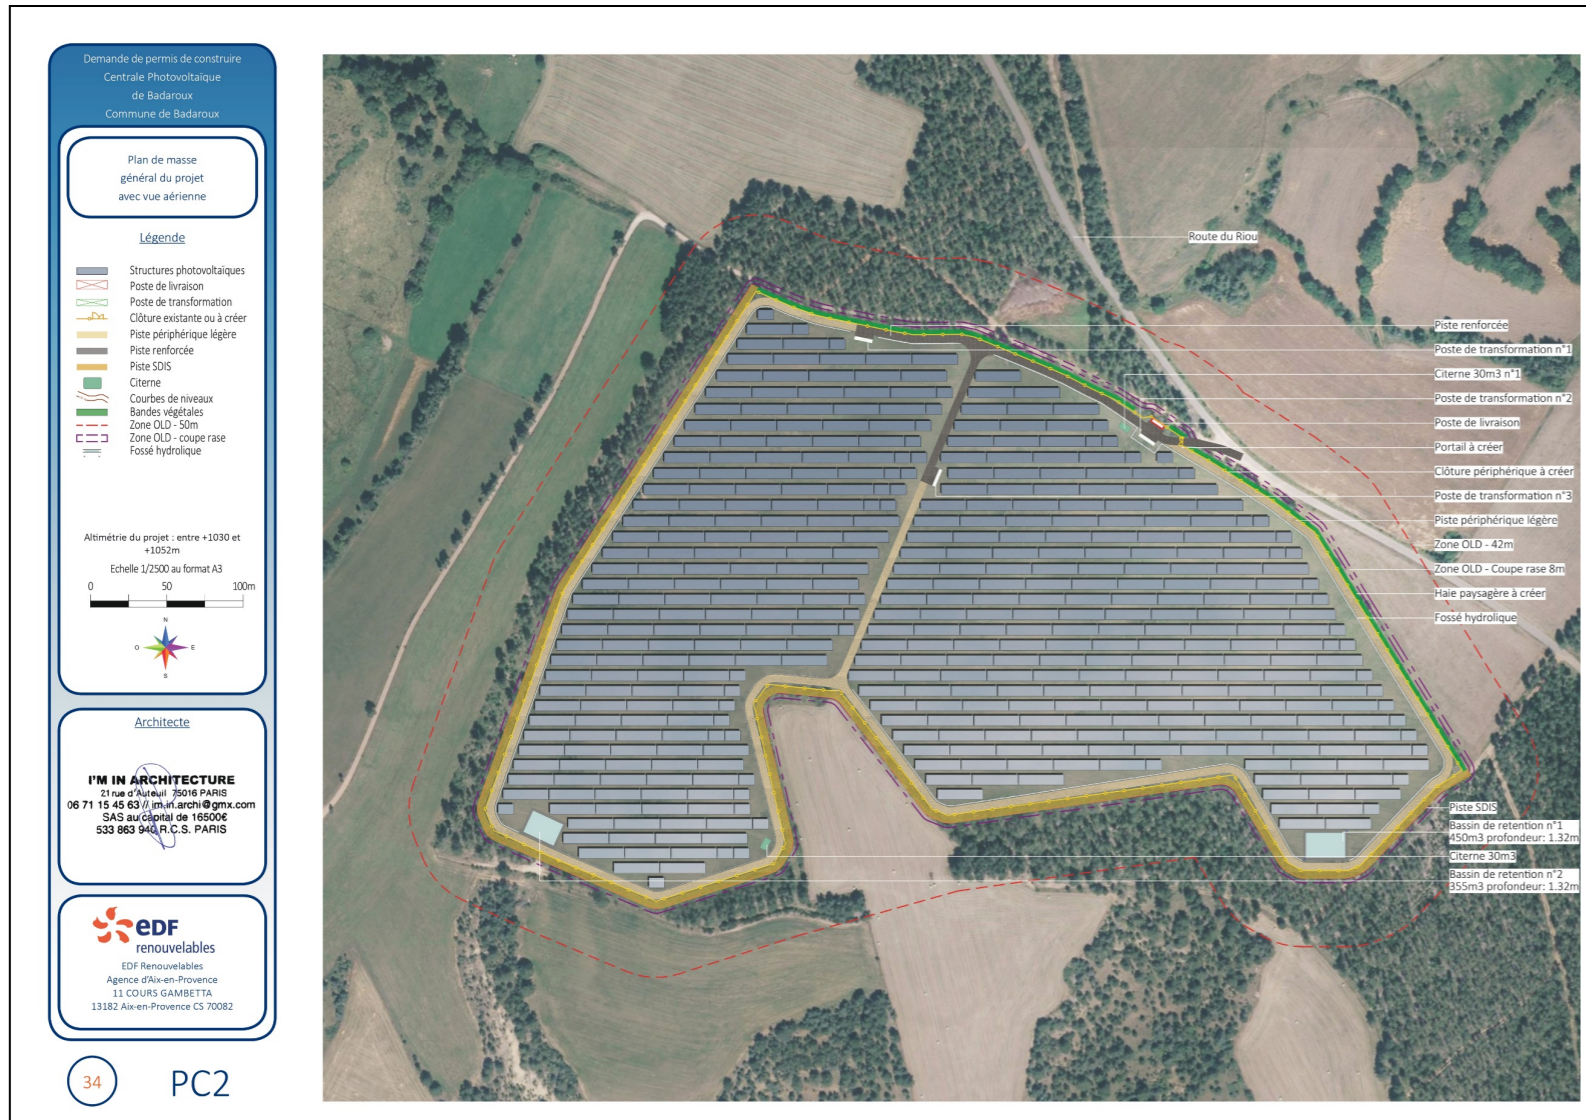 Demande de permis de construire
Centrale Photovoltaïque
de Badaroux
Commune de Badaroux
Plan de masse
général du projet
avec vue aérienne
Légende
Structures photovoltaïques
Poste de livraison
Poste de transformation
Clôture existante ou à créer
Piste périphérique légère
Piste renforcée
Piste SDIS
Citerne
Courbes de niveaux
Bandes végétales
Zone OLD - 50m
Zone OLD - coupe rase
Fossé hydrolique
Altimétrie du projet : entre +1030 et
+1052m
Echelle 1/2500 au format A3
0 50 100m
N
O E
S
Architecte
I'M IN ARCHITECTURE
21 rue d'Auteuil 75016 PARIS
06 71 15 45 63 // im.in.archi@gmx.com
SAS au capital de 16500€
533 863 940 R.C.S. PARIS
edf
renouvelables
EDF Renouvelables
Agence d'Aix-en-Provence
11 COURS GAMBETTA
13182 Aix-en-Provence CS 70082
34 PC2
Route du Riou
Piste renforcée
Poste de transformation n°1
Citerne 30m3 n°1
Poste de transformation n°2
Poste de livraison
Portail à créer
Clôture périphérique à créer
Poste de transformation n°3
Piste périphérique légère
Zone OLD - 42m
Zone OLD - Coupe rase 8m
Haie paysagère à créer
Fossé hydrolique
Piste SDIS
Bassin de retention n°1
450m3 profondeur: 1.32m
Citerne 30m3
Bassin de retention n°2
355m3 profondeur: 1.32m